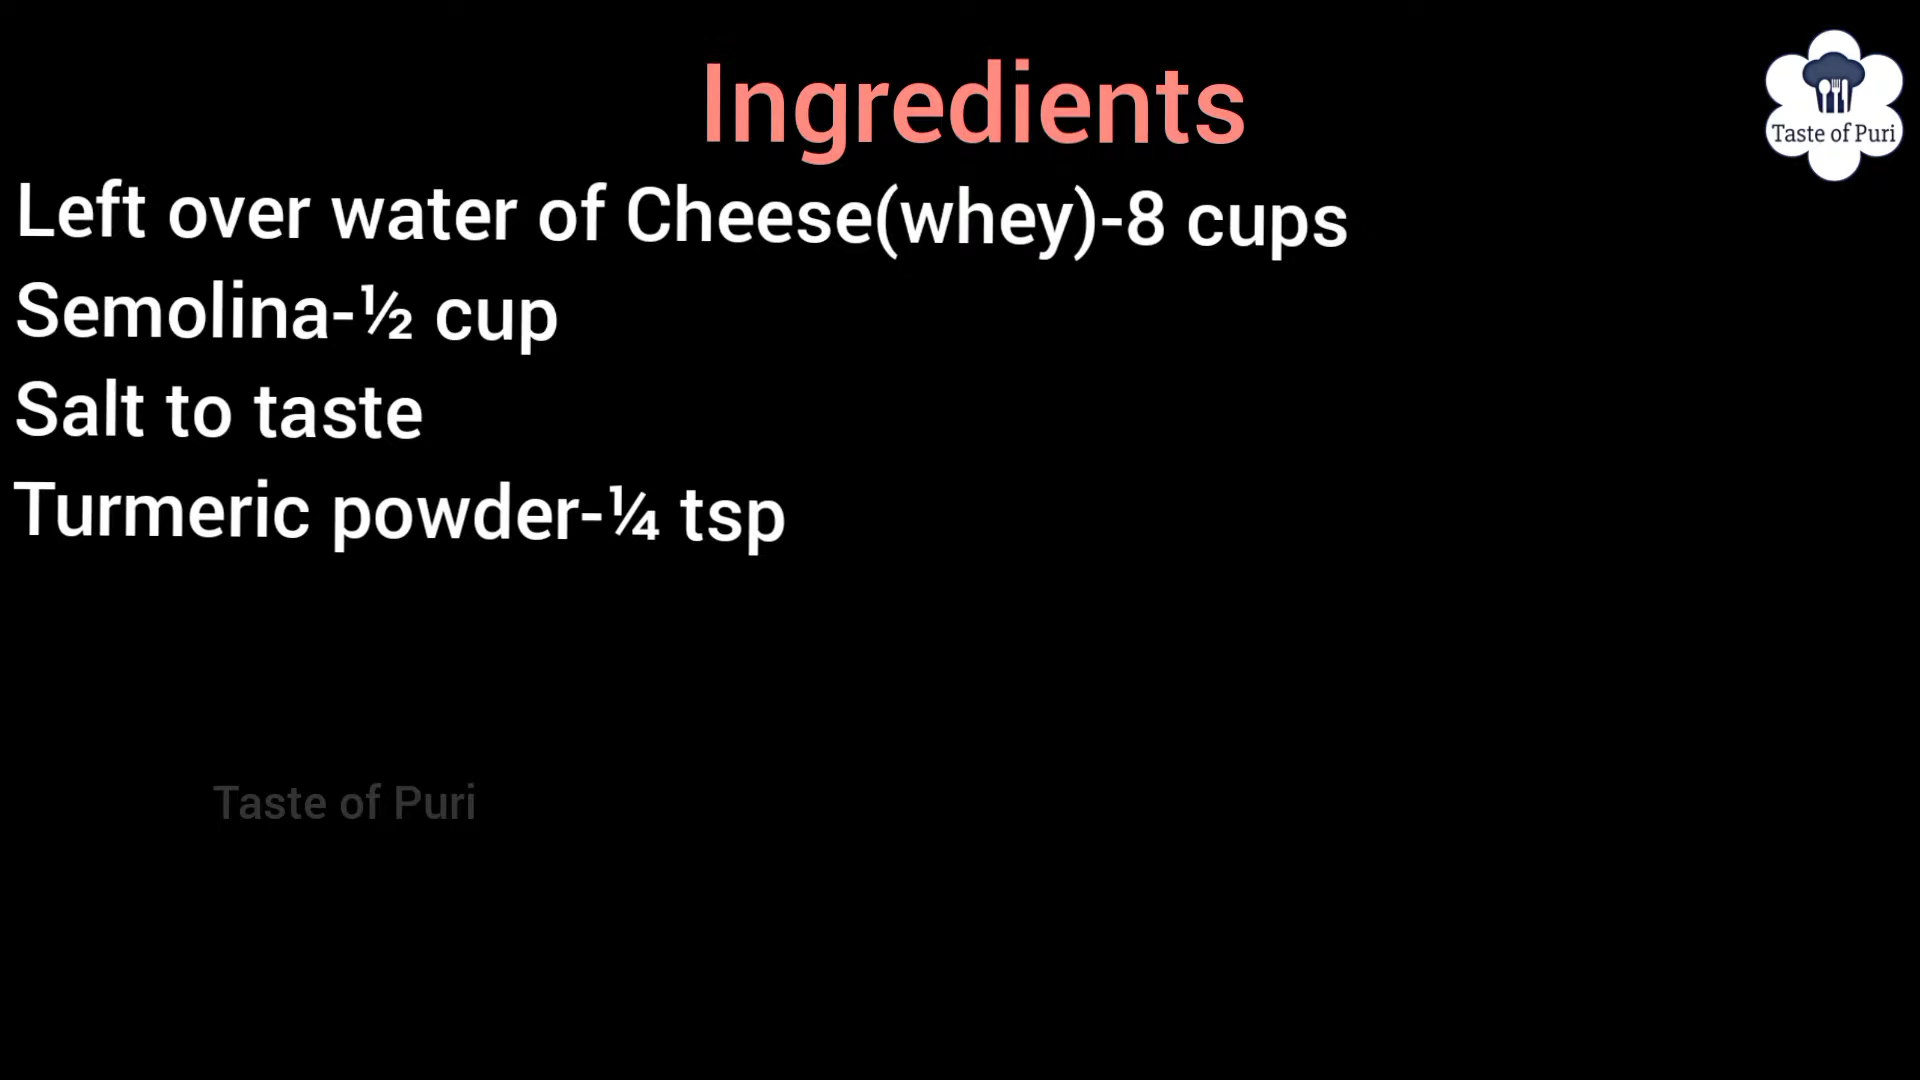 Ingredients
Taste of Puri
Left over water of Cheese(whey)-8 cups
Semolina-½ cup
Salt to taste
Turmeric powder-¼ tsp
Taste of Puri